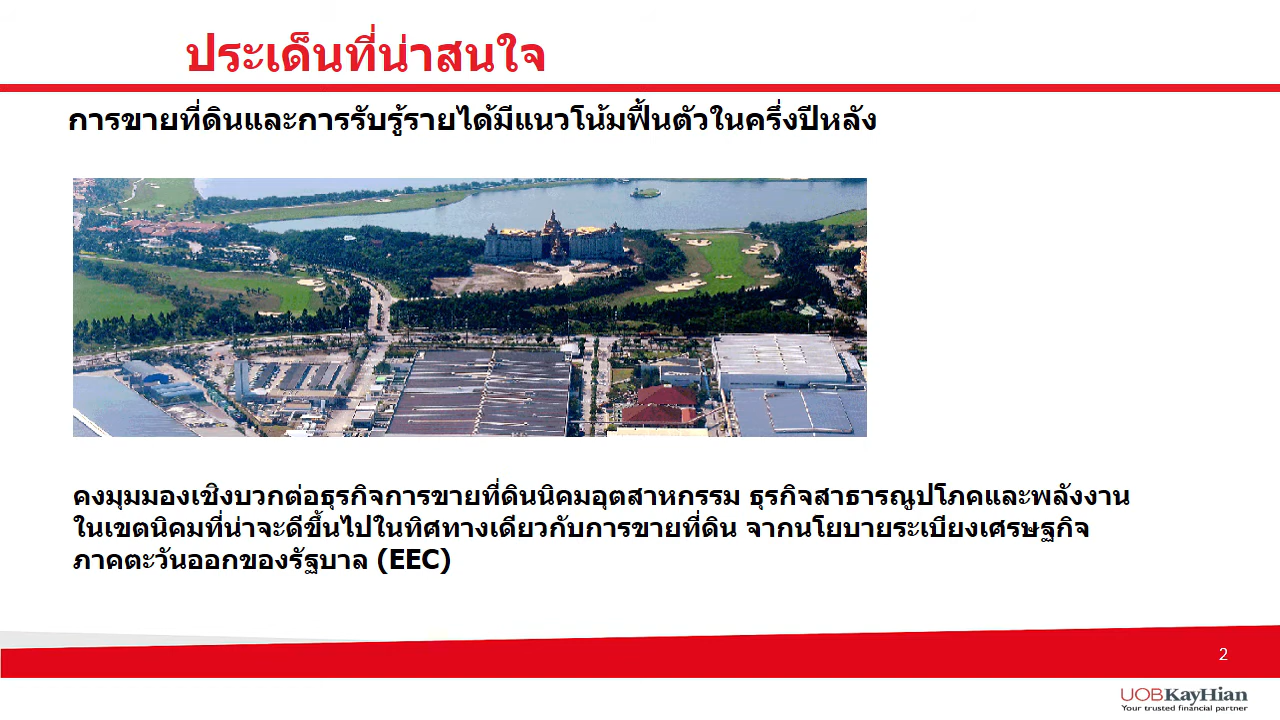 ประเด็นที่น่าสนใจ
การขายที่ดินและการรับรู้รายได้มีแนวโน้มฟื้นตัวในครึ่งปีหลัง
คงมุมมองเชิงบวกต่อธุรกิจการขายที่ดินนิคมอุตสาหกรรม ธุรกิจสาธารณูปโภคและพลังงาน
ในเขตนิคมที่น่าจะดีขึ้นไปในทิศทางเดียวกับการขายที่ดิน จากนโยบายระเบียงเศรษฐกิจ
ภาคตะวันออกของรัฐบาล (EEC)
2
UOBKayHian
Your trusted financial partner